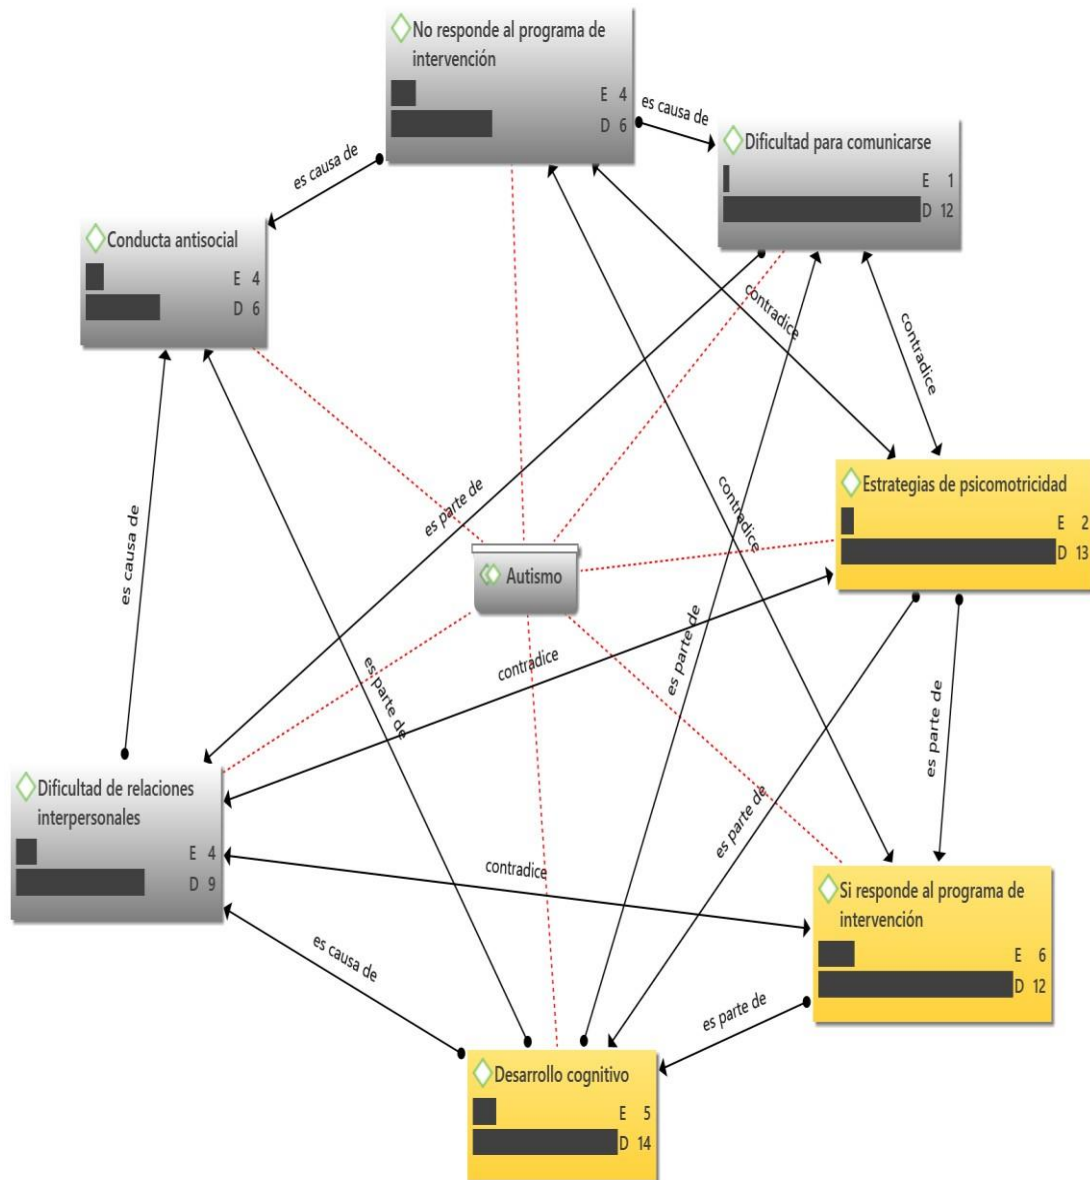 No responde al programa de
intervención
E 4
D 6
es causa de
es causa de
Dificultad para comunicarse
E 1
D 12
Conducta antisocial
E 4
D 6
contradice
contradice
Estrategias de psicomotricidad
E 2
D 13
es parte de
contradice
es causa de
Autismo
es parte de
es parte de
contradice
es parte de
es parte de
Dificultad de relaciones
interpersonales
E 4
D 9
contradice
Si responde al programa de
intervención
E 6
D 12
es causa de
es parte de
Desarrollo cognitivo
E 5
D 14